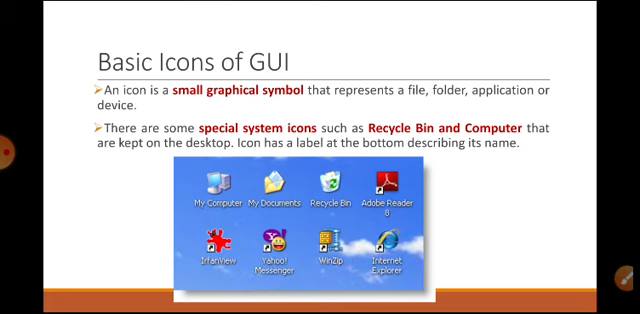 Basic Icons of GUI
An icon is a small graphical symbol that represents a file, folder, application or
device.
There are some special system icons such as Recycle Bin and Computer that
are kept on the desktop. Icon has a label at the bottom describing its name.
My Computer My Documents Recycle Bin Adobe Reader
8
IrfanView Yahoo! WinZip Internet
Messenger Explorer